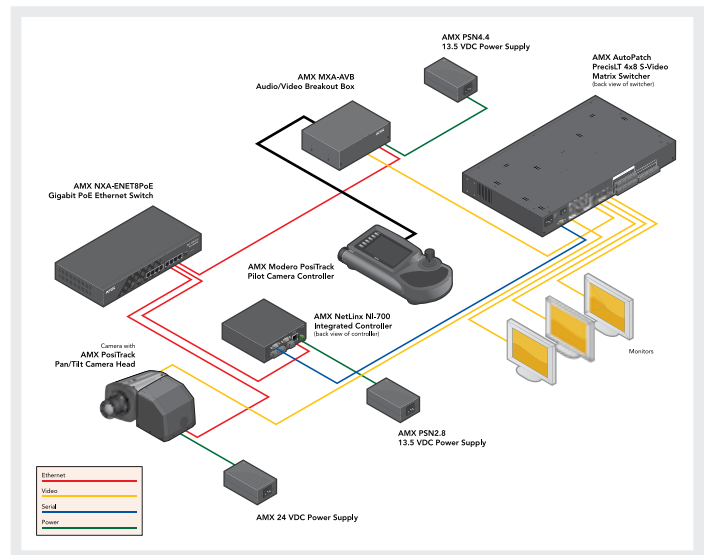 AMX PSN4.4
13.5 VDC Power Supply
AMX AutoPatch
PrecisLT 4x8 S-Video
Matrix Switcher
(back view of switcher)
AMX MXA-AVB
Audio/Video Breakout Box
AMX NXA-ENET8PoE
Gigabit PoE Ethernet Switch
AMX Modero PosiTrack
Pilot Camera Controller
AMX NetLinx NI-700
Integrated Controller
(back view of controller)
Camera with
AMX PosiTrack
Pan/Tilt Camera Head
Monitors
AMX PSN2.8
13.5 VDC Power Supply
AMX 24 VDC Power Supply
Ethernet
Video
Serial
Power